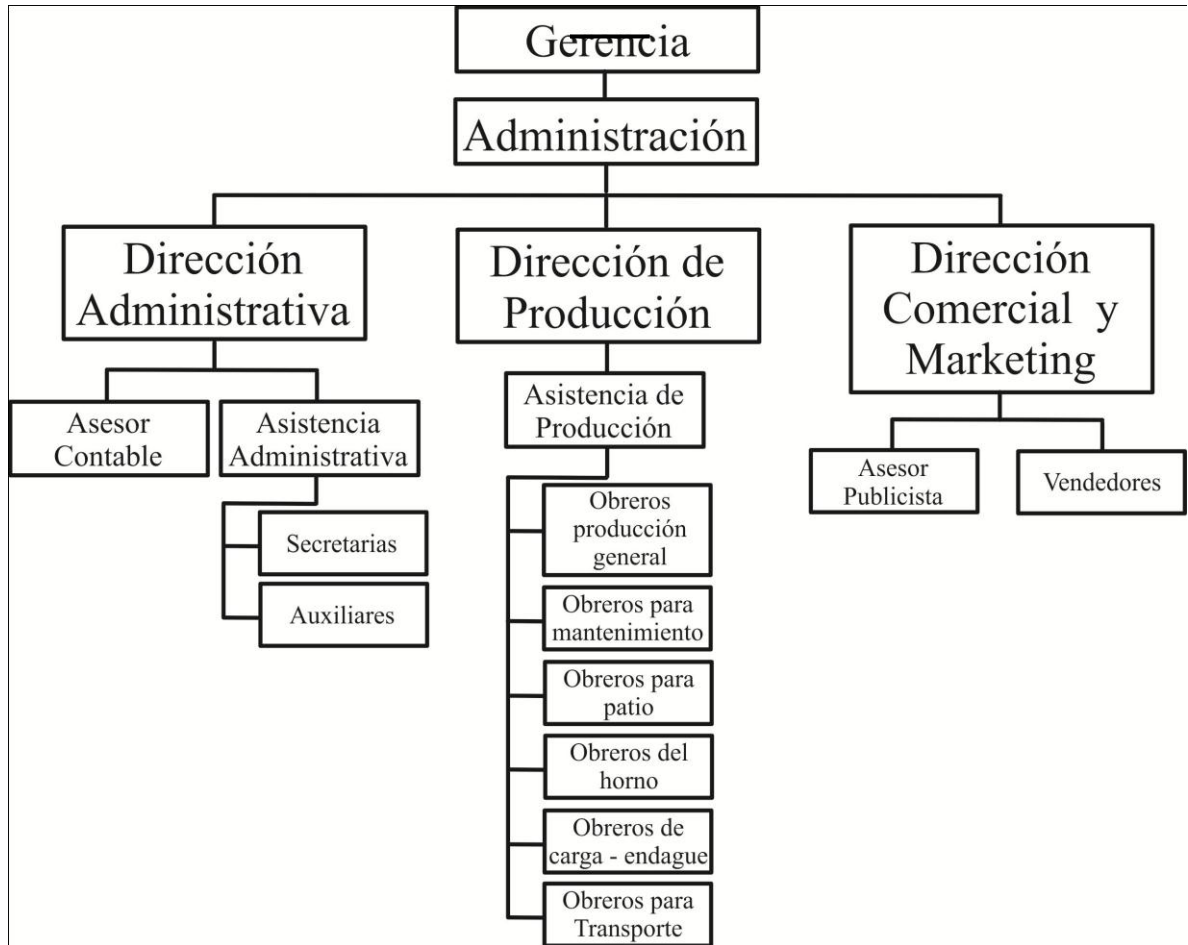 Gerencia
Administración
Dirección
Administrativa
Asesor
Contable
Asistencia
Administrativa
Secretarias
Auxiliares
Dirección de
Producción
Asistencia de
Producción
Obreros
producción
general
Obreros para
mantenimiento
Obreros para
patio
Obreros del
horno
Obreros de
carga - endague
Obreros para
Transporte
Dirección
Comercial y
Marketing
Asesor
Publicista
Vendedores